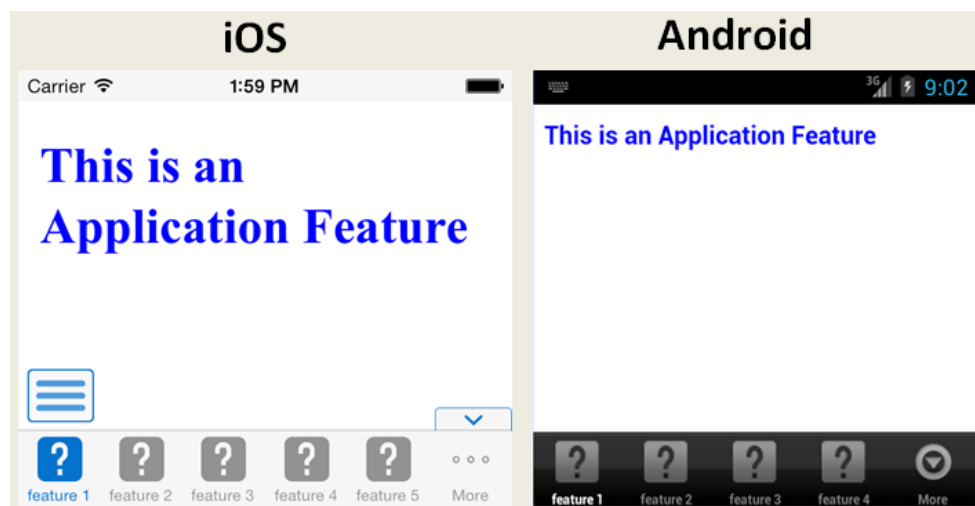 iOS
Android
Carrier 1:59 PM
3G 9:02
This is an
Application Feature
This is an Application Feature
? ? ? ? ?
feature 1 feature 2 feature 3 feature 4 feature 5 More
? ? ? ?
feature 1 feature 2 feature 3 feature 4 More